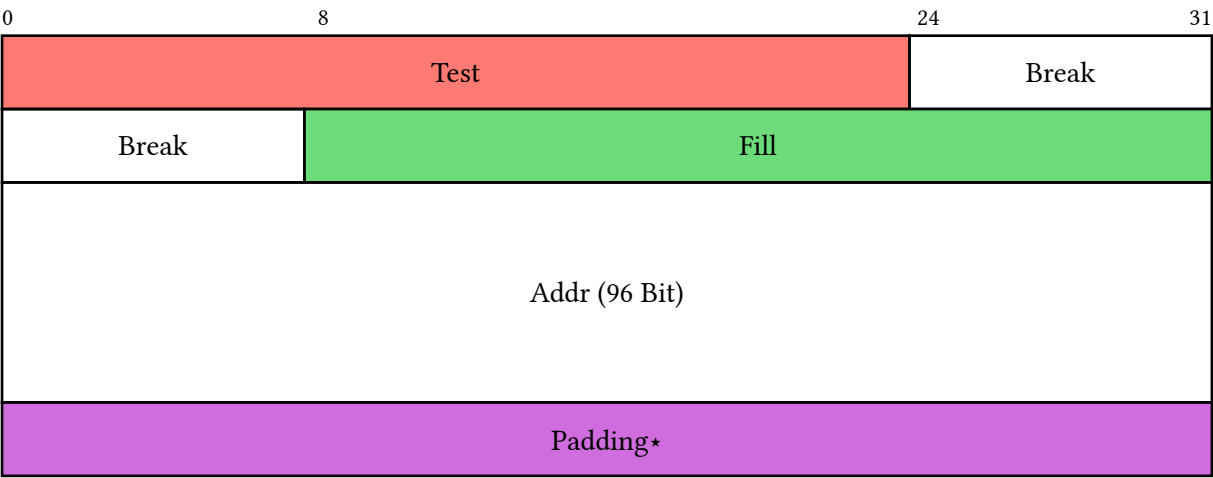 0 8 24 31
Test Break
Break Fill
Addr (96 Bit)
Padding⋆